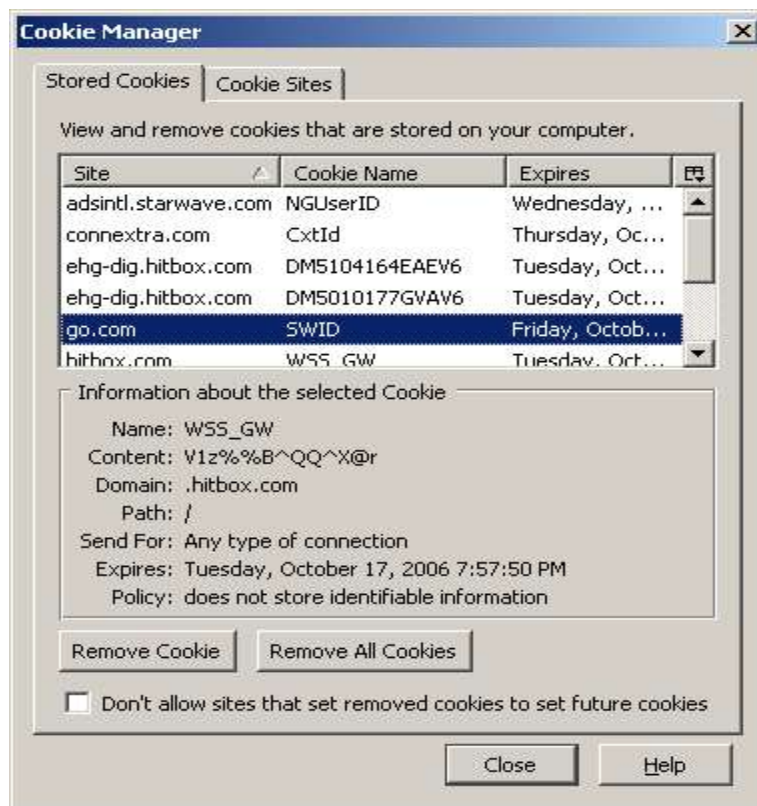 Cookie Manager
Stored Cookies Cookie Sites
View and remove cookies that are stored on your computer.
Site Cookie Name Expires
adsintl.starwave.com NGUserID Wednesday, ...
connextra.com CxtId Thursday, Oc...
ehg-dig.hitbox.com DM5104164EAEV6 Tuesday, Oct...
ehg-dig.hitbox.com DM5010177GVAV6 Tuesday, Oct...
go.com SWID Friday, Octob...
hitbox.com WSS_GW Tuesday, Oct...
Information about the selected Cookie
Name: WSS_GW
Content: V1z%%B^QQ^X@r
Domain: .hitbox.com
Path: /
Send For: Any type of connection
Expires: Tuesday, October 17, 2006 7:57:50 PM
Policy: does not store identifiable information
Remove Cookie Remove All Cookies
Don't allow sites that set removed cookies to set future cookies
Close Help